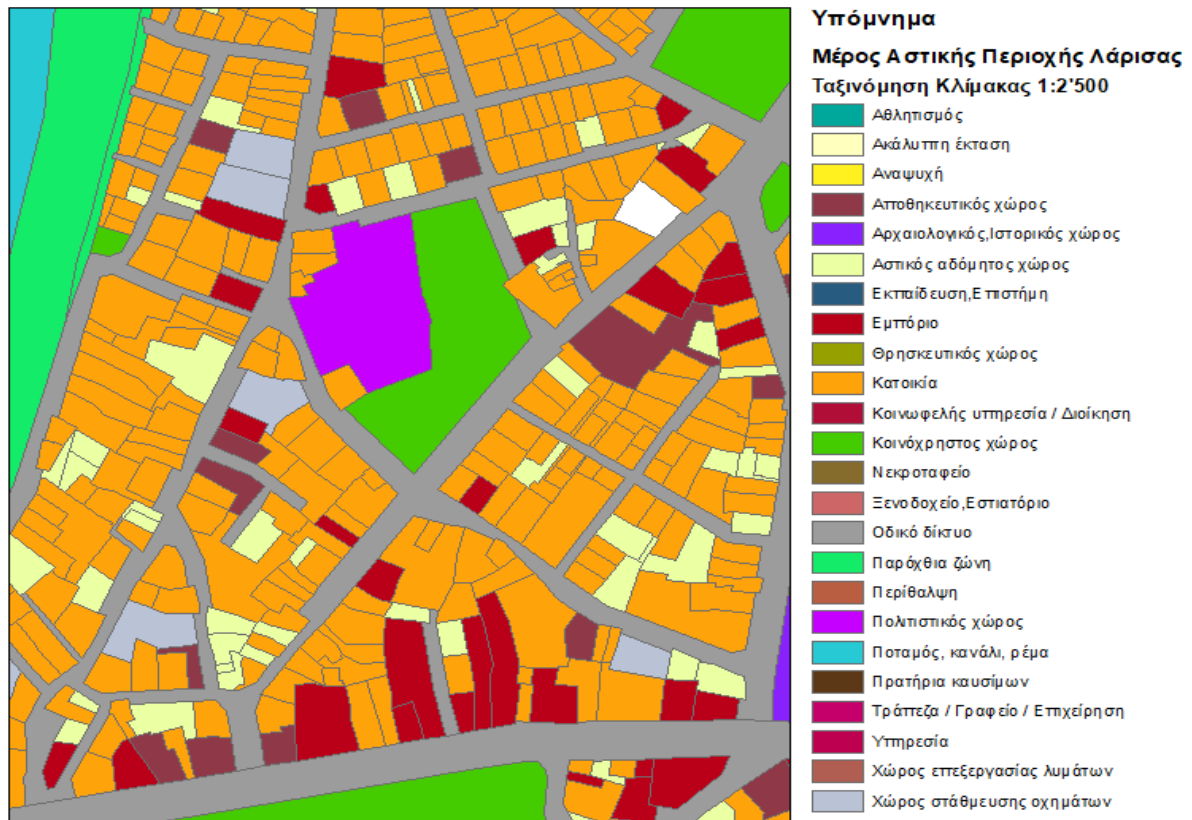 Υπόμνημα
Μέρος Αστικής Περιοχής Λάρισας
Ταξινόμηση Κλίμακας 1:2'500
Αθλητισμός
Ακάλυπτη έκταση
Αναψυχή
Αποθηκευτικός χώρος
Αρχαιολογικός,Ιστορικός χώρος
Αστικός αδόμητος χώρος
Εκπαίδευση,Επιστήμη
Εμπόριο
Θρησκευτικός χώρος
Κατοικία
Κοινωφελής υπηρεσία / Διοίκηση
Κοινόχρηστος χώρος
Νεκροταφείο
Ξενοδοχείο,Εστιατόριο
Οδικό δίκτυο
Παρόχθια ζώνη
Περίθαλψη
Πολιτιστικός χώρος
Ποταμός, κανάλι, ρέμα
Πρατήρια καυσίμων
Τράπεζα / Γραφείο / Επιχείρηση
Υπηρεσία
Χώρος επεξεργασίας λυμάτων
Χώρος στάθμευσης οχημάτων